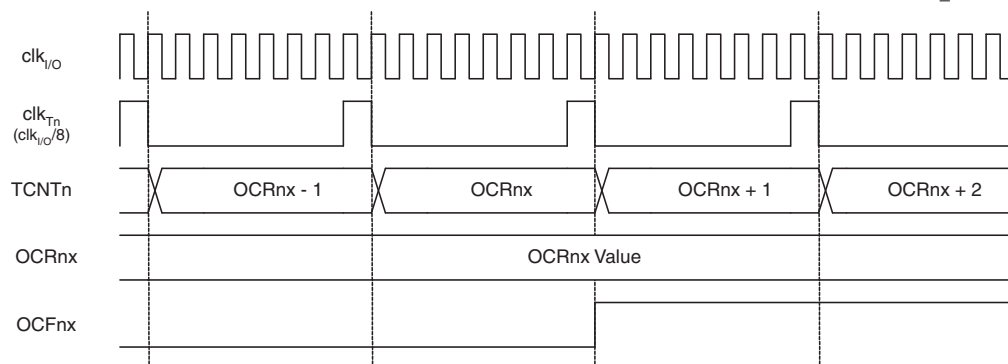 clkI/O
clkTn
(clkI/O/8)
TCNTn
OCRnx - 1
OCRnx
OCRnx + 1
OCRnx + 2
OCRnx
OCRnx Value
OCFnx